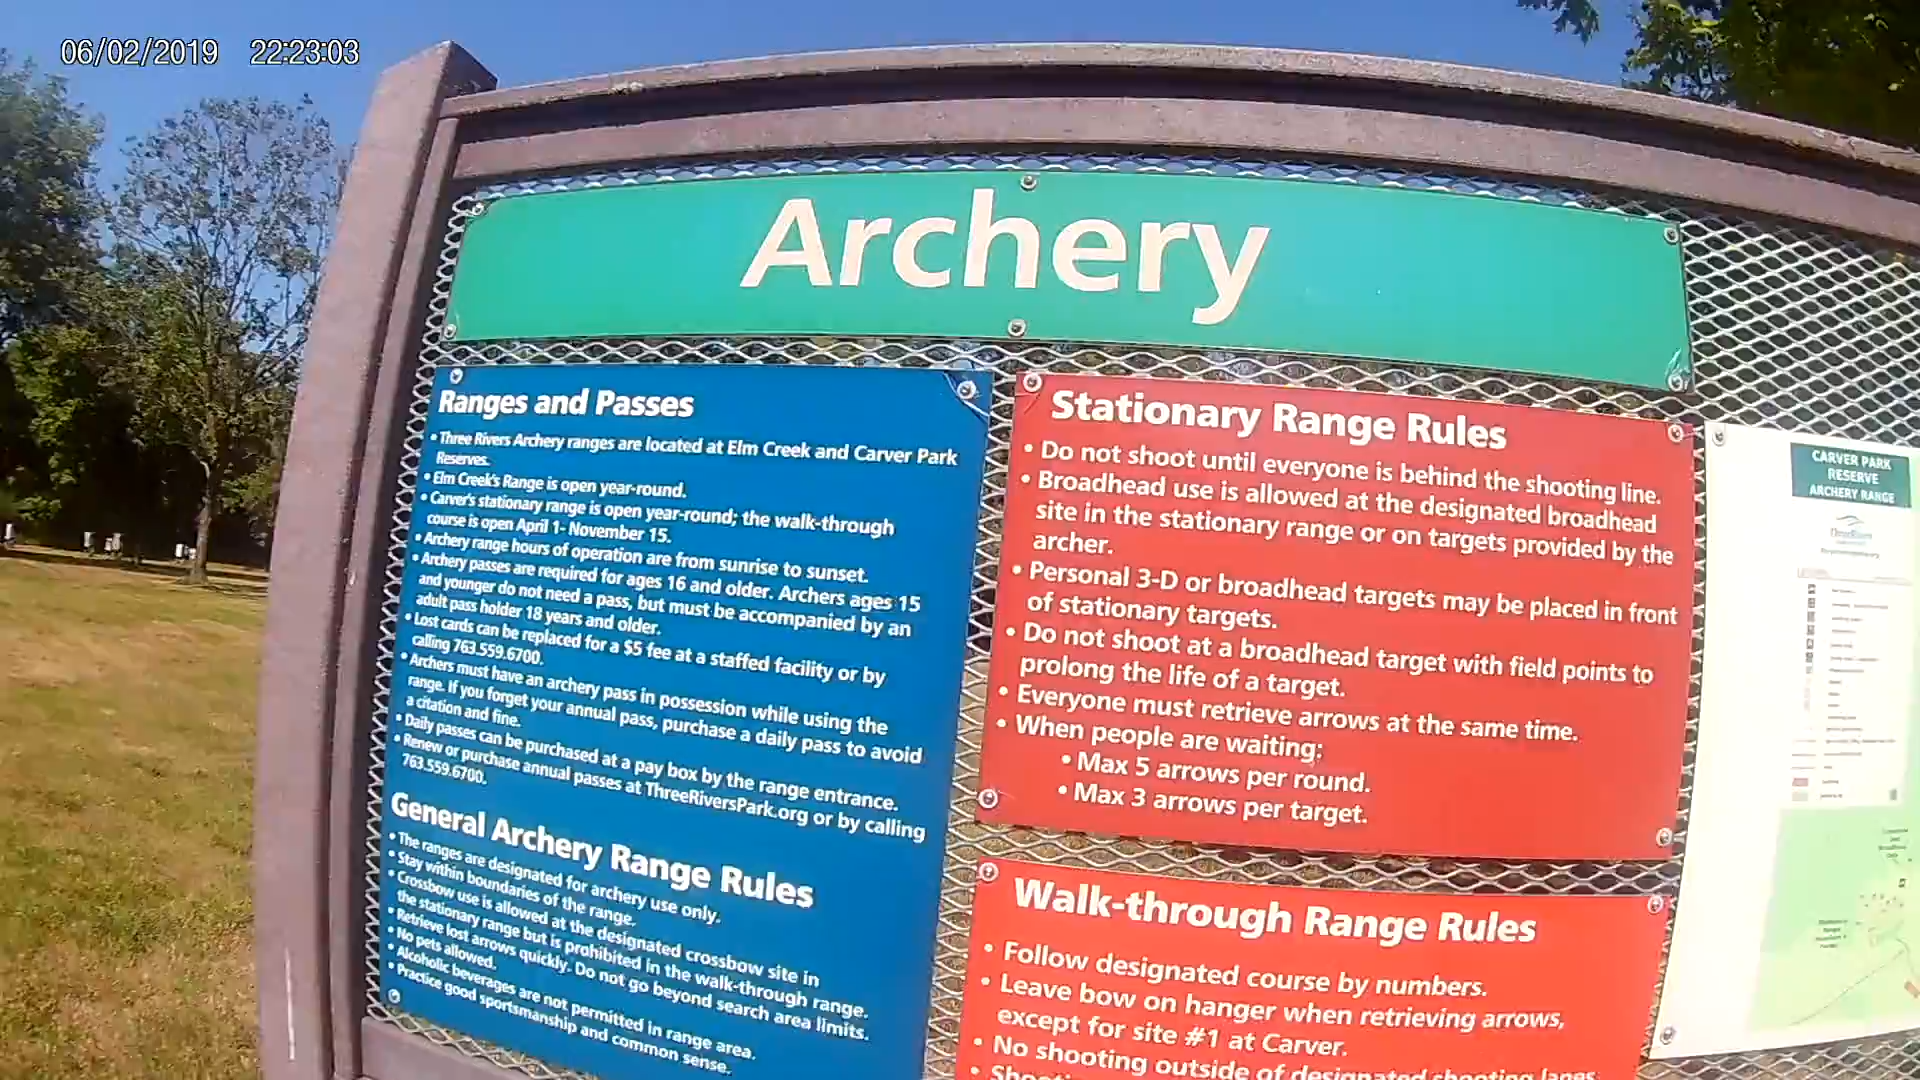 06/02/2019 22:23:03
Archery
Ranges and Passes
• Three Rivers Archery ranges are located at Elm Creek and Carver Park
Reserves.
• Elm Creek's Range is open year-round.
• Carver's stationary range is open year-round; the walk-through
course is open April 1- November 15.
• Archery range hours of operation are from sunrise to sunset.
• Archery passes are required for ages 16 and older. Archers ages 15
and younger do not need a pass, but must be accompanied by an
adult pass holder 18 years and older.
• Lost cards can be replaced for a $5 fee at a staffed facility or by
calling 763.559.6700.
• Archers must have an archery pass in possession while using the
range. If you forget your annual pass, purchase a daily pass to avoid
a citation and fine.
• Daily passes can be purchased at a pay box by the range entrance.
• Renew or purchase annual passes at ThreeRiversPark.org or by calling
763.559.6700.
General Archery Range Rules
• The ranges are designated for archery use only.
• Stay within boundaries of the range.
• Crossbow use is allowed at the designated crossbow site in
the stationary range but is prohibited in the walk-through range.
• Retrieve lost arrows quickly. Do not go beyond search area limits.
• No pets allowed.
• Alcoholic beverages are not permitted in range area.
• Practice good sportsmanship and common sense.
Stationary Range Rules
• Do not shoot until everyone is behind the shooting line.
• Broadhead use is allowed at the designated broadhead
site in the stationary range or on targets provided by the
archer.
• Personal 3-D or broadhead targets may be placed in front
of stationary targets.
• Do not shoot at a broadhead target with field points to
prolong the life of a target.
• Everyone must retrieve arrows at the same time.
• When people are waiting:
• Max 5 arrows per round.
• Max 3 arrows per target.
Walk-through Range Rules
• Follow designated course by numbers.
• Leave bow on hanger when retrieving arrows,
except for site #1 at Carver.
• No shooting outside of designated shooting lanes.
CARVER PARK
RESERVE
ARCHERY RANGE
ThreeRivers